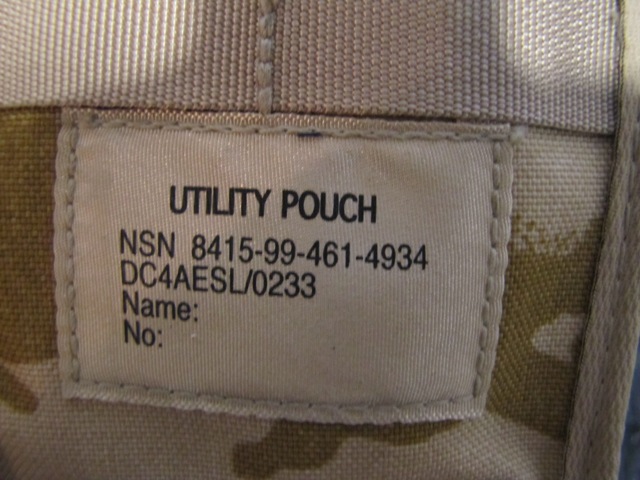 UTILITY POUCH
NSN 8415-99-461-4934
DC4AESL/0233
Name:
No: